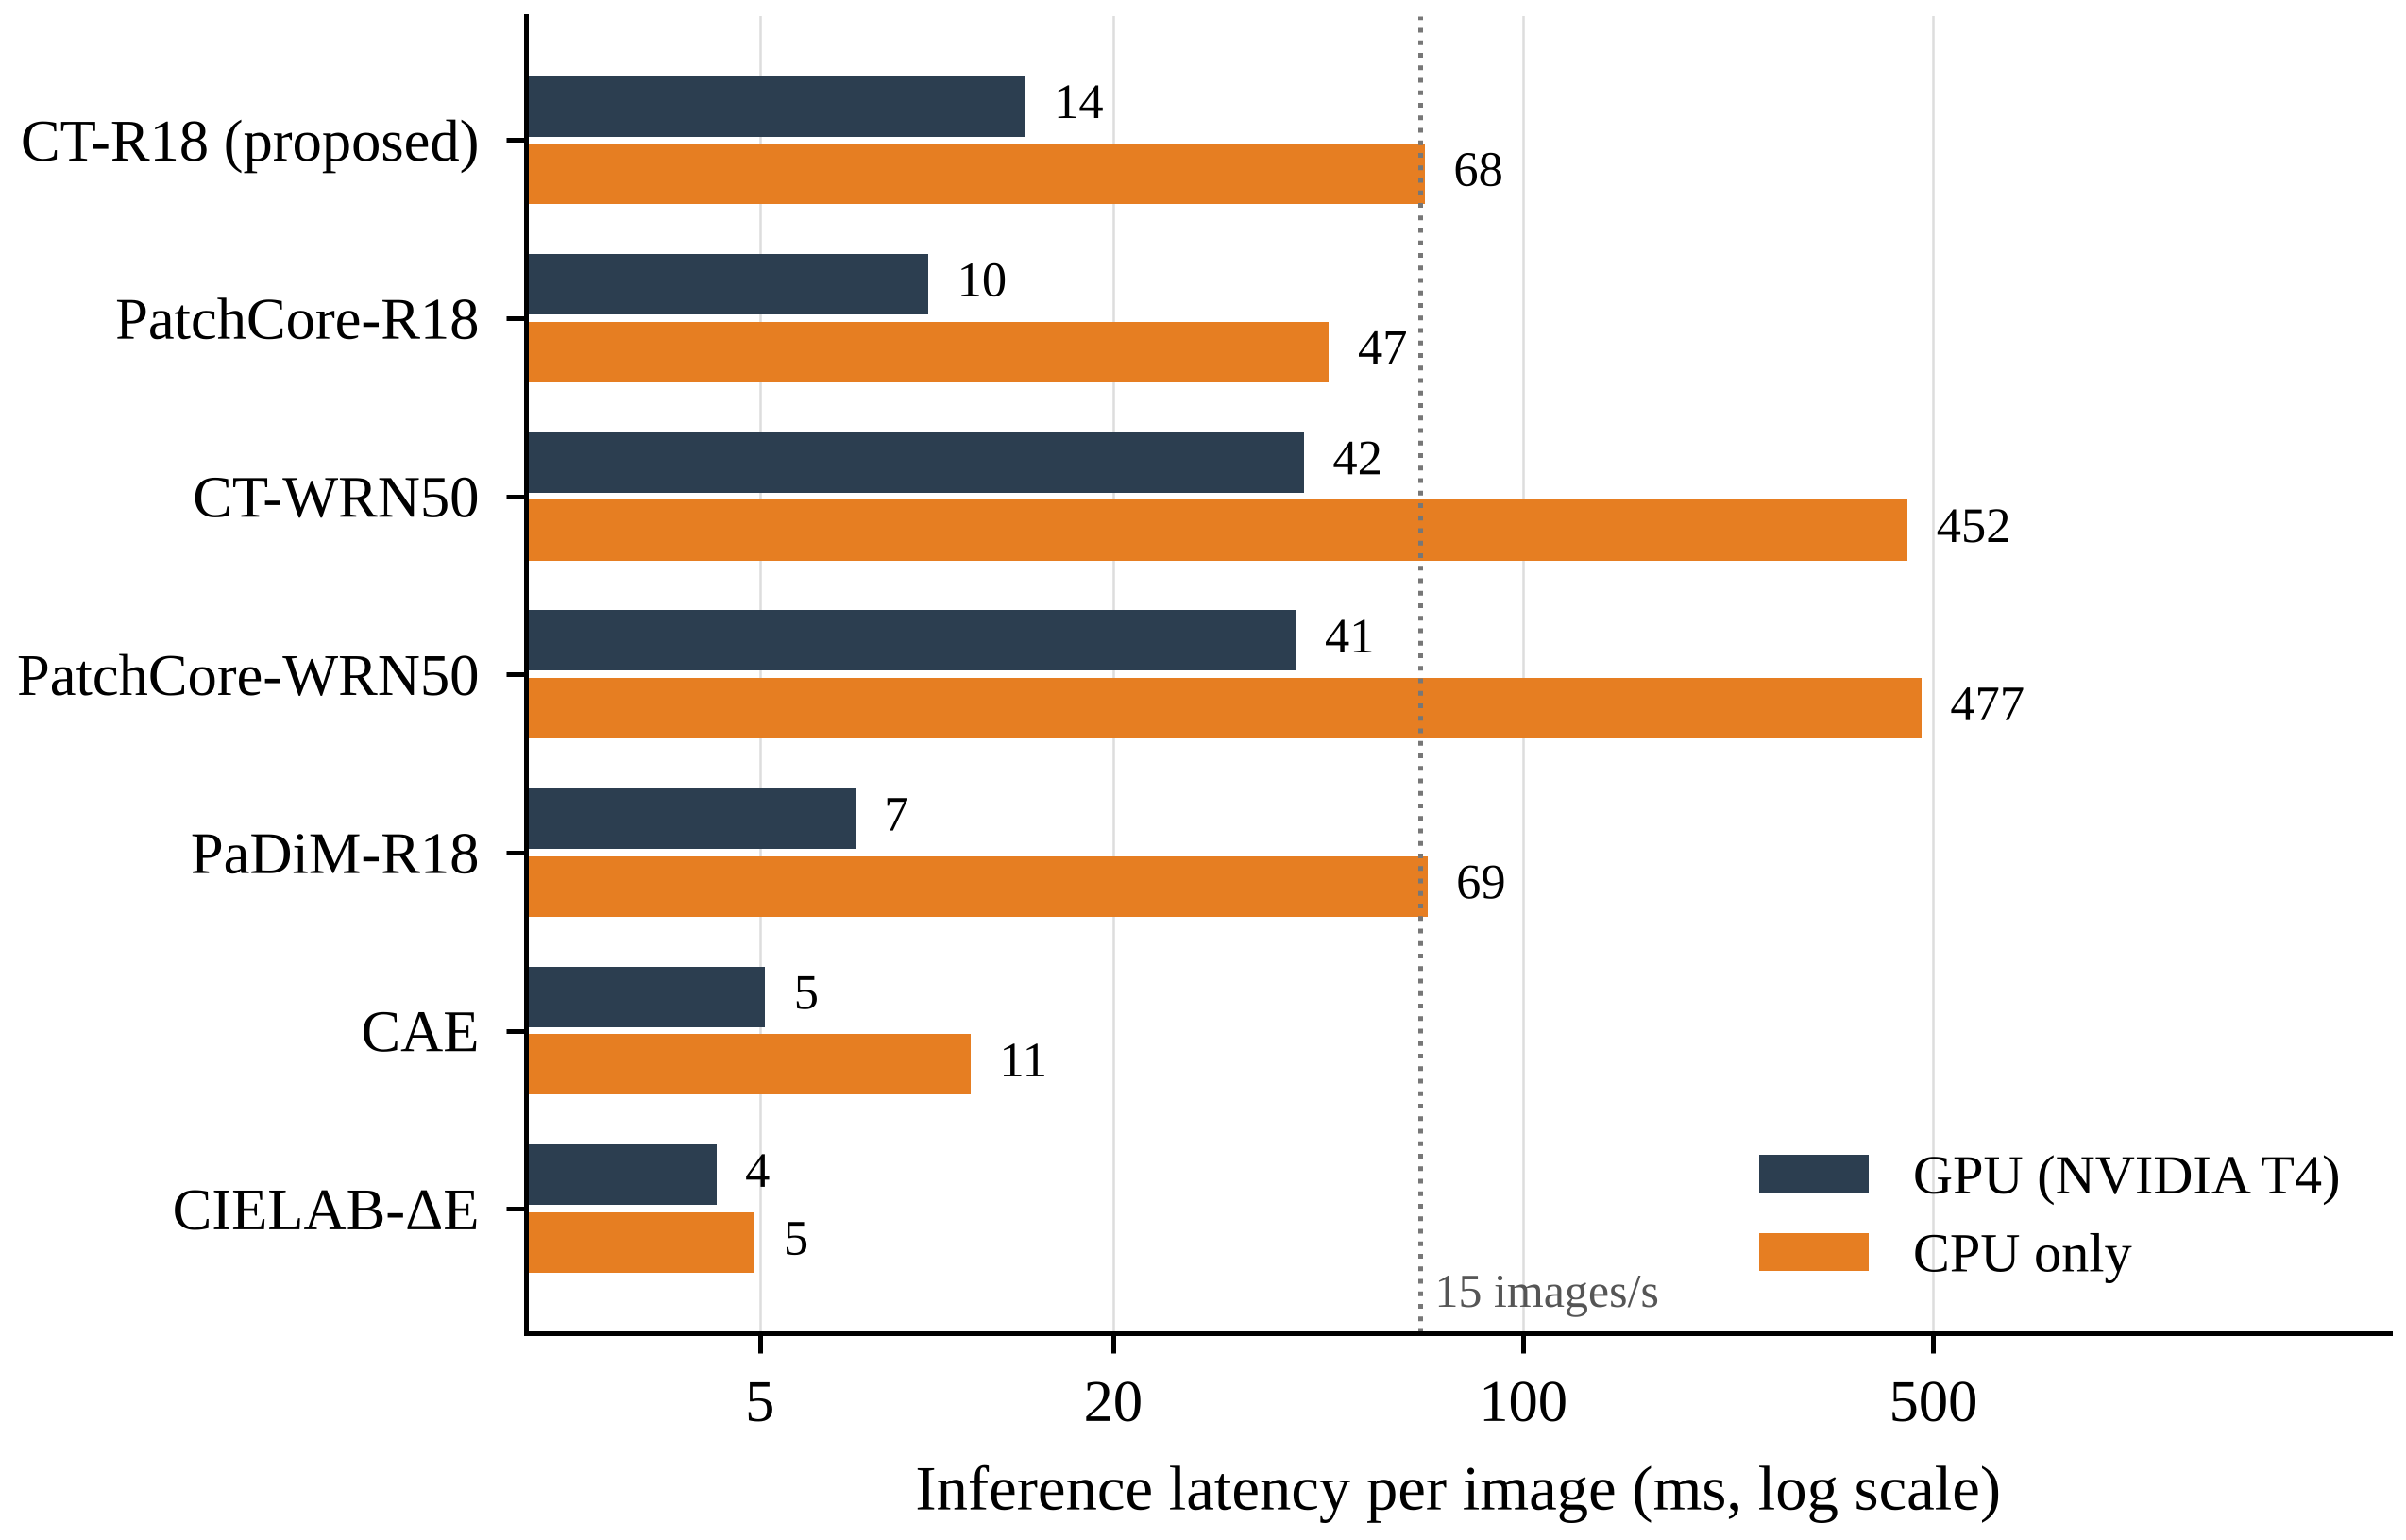 CT-R18 (proposed)
14
68
PatchCore-R18
10
47
CT-WRN50
42
452
PatchCore-WRN50
41
477
PaDiM-R18
7
69
CAE
5
11
CIELAB-ΔE
4
5
GPU (NVIDIA T4)
CPU only
15 images/s
5 20 100 500
Inference latency per image (ms, log scale)